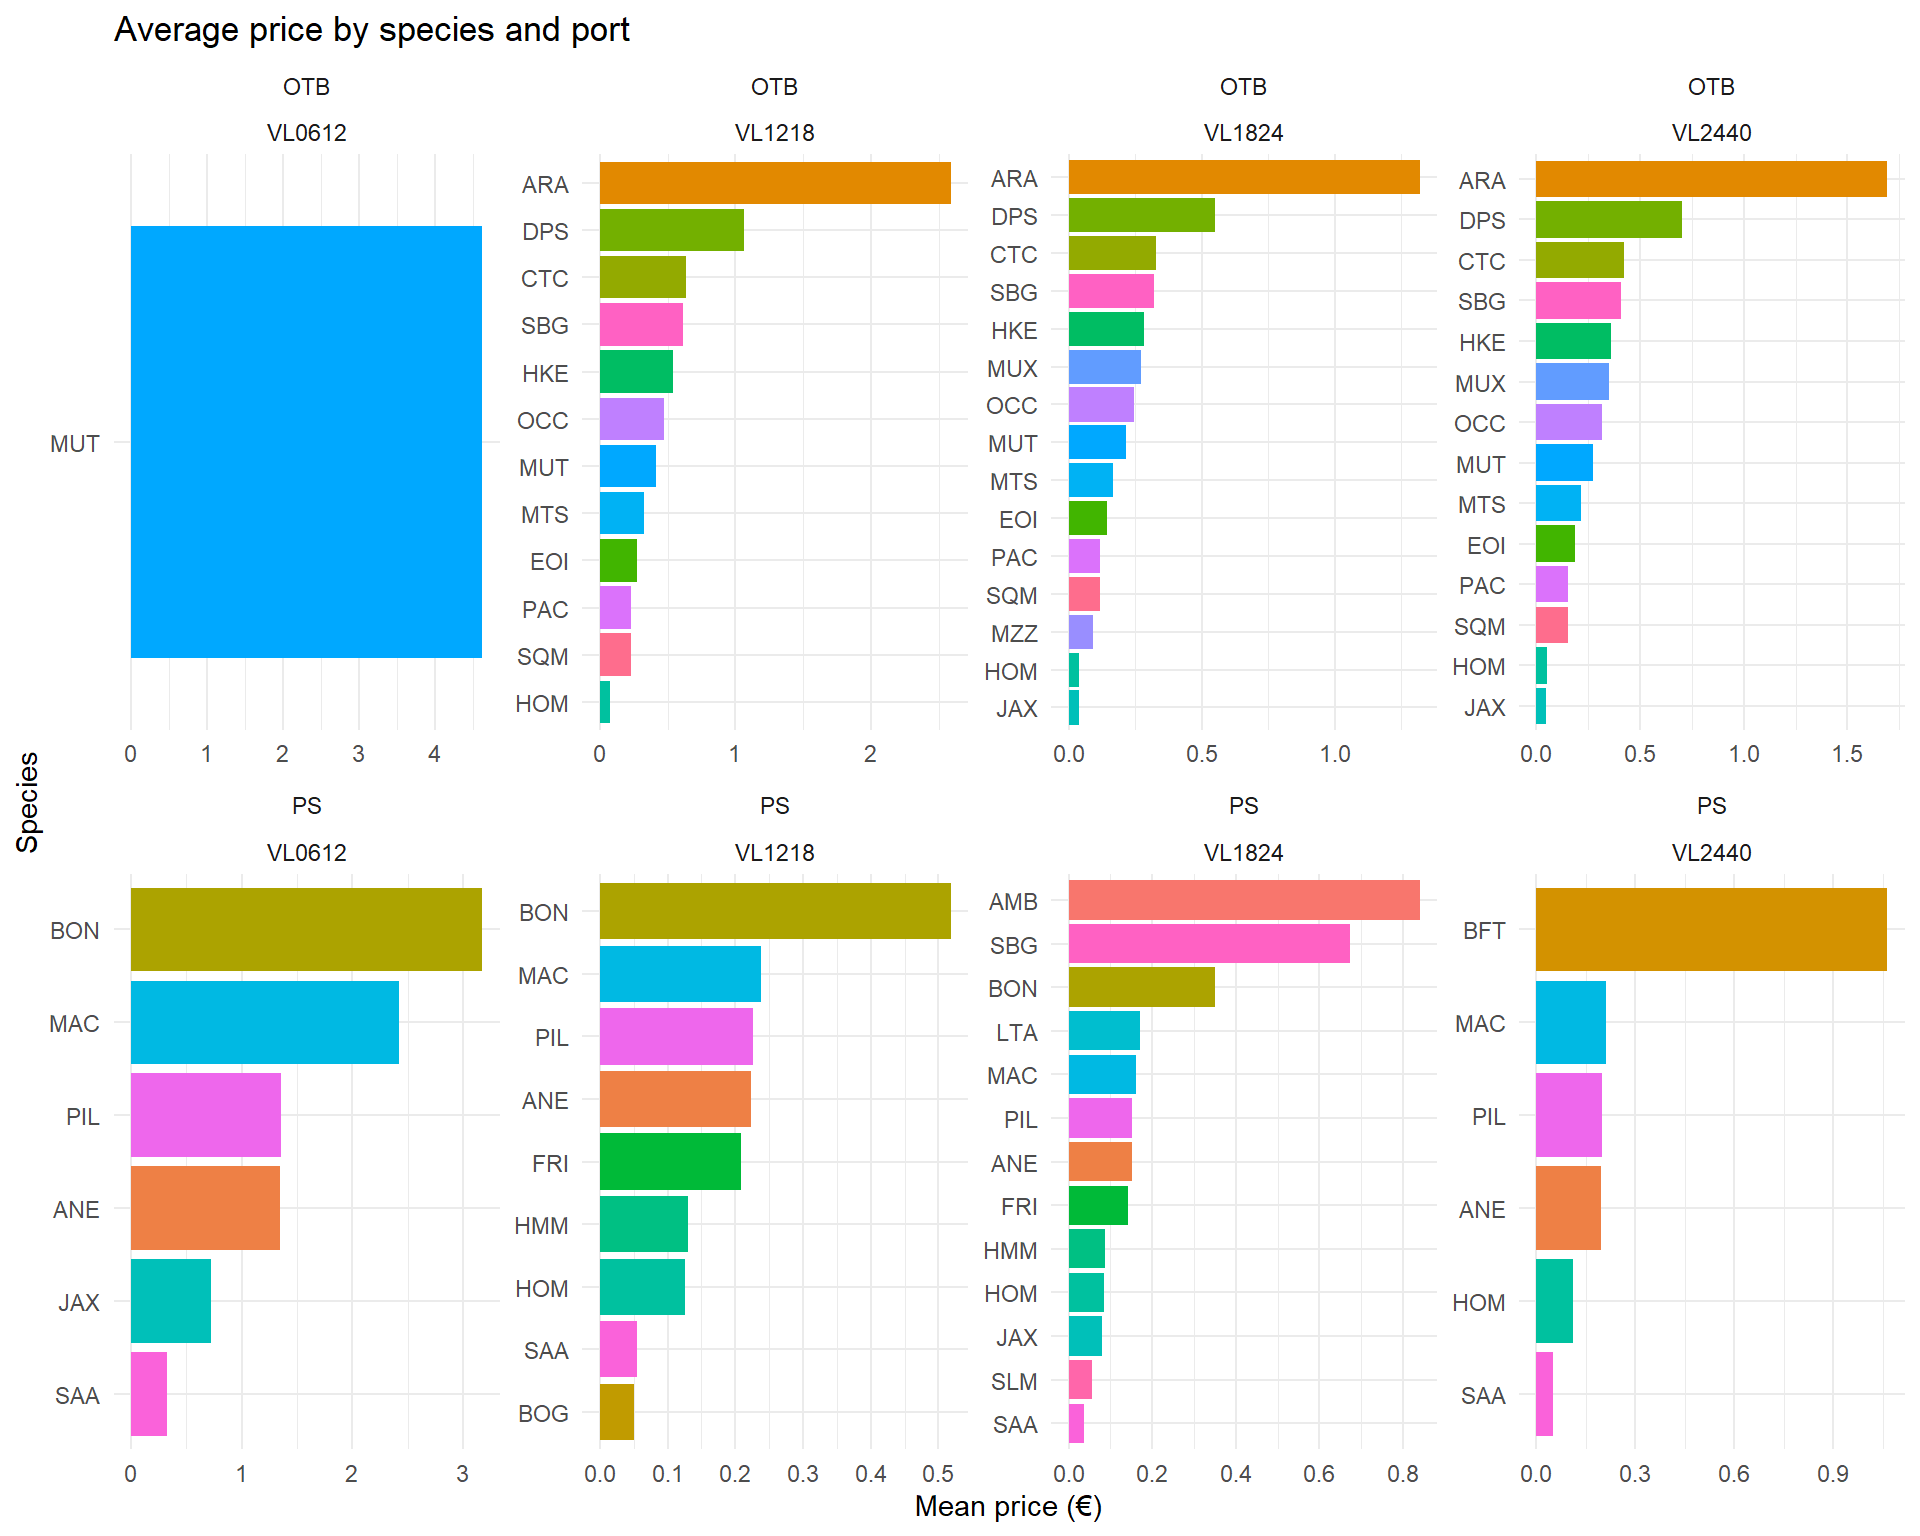 Average price by species and port
OTB
VL0612
MUT
0 1 2 3 4
OTB
VL1218
ARA
DPS
CTC
SBG
HKE
OCC
MUT
MTS
EOI
PAC
SQM
HOM
0 1 2
OTB
VL1824
ARA
DPS
CTC
SBG
HKE
MUX
OCC
MUT
MTS
EOI
PAC
SQM
MZZ
HOM
JAX
0.0 0.5 1.0
OTB
VL2440
ARA
DPS
CTC
SBG
HKE
MUX
OCC
MUT
MTS
EOI
PAC
SQM
HOM
JAX
0.0 0.5 1.0 1.5
Species
PS
VL0612
BON
MAC
PIL
ANE
JAX
SAA
0 1 2 3
PS
VL1218
BON
MAC
PIL
ANE
FRI
HMM
HOM
SAA
BOG
0.0 0.1 0.2 0.3 0.4 0.5
PS
VL1824
AMB
SBG
BON
LTA
MAC
PIL
ANE
FRI
HMM
HOM
JAX
SLM
SAA
0.0 0.2 0.4 0.6 0.8
PS
VL2440
BFT
MAC
PIL
ANE
HOM
SAA
0.0 0.3 0.6 0.9
Mean price (€)